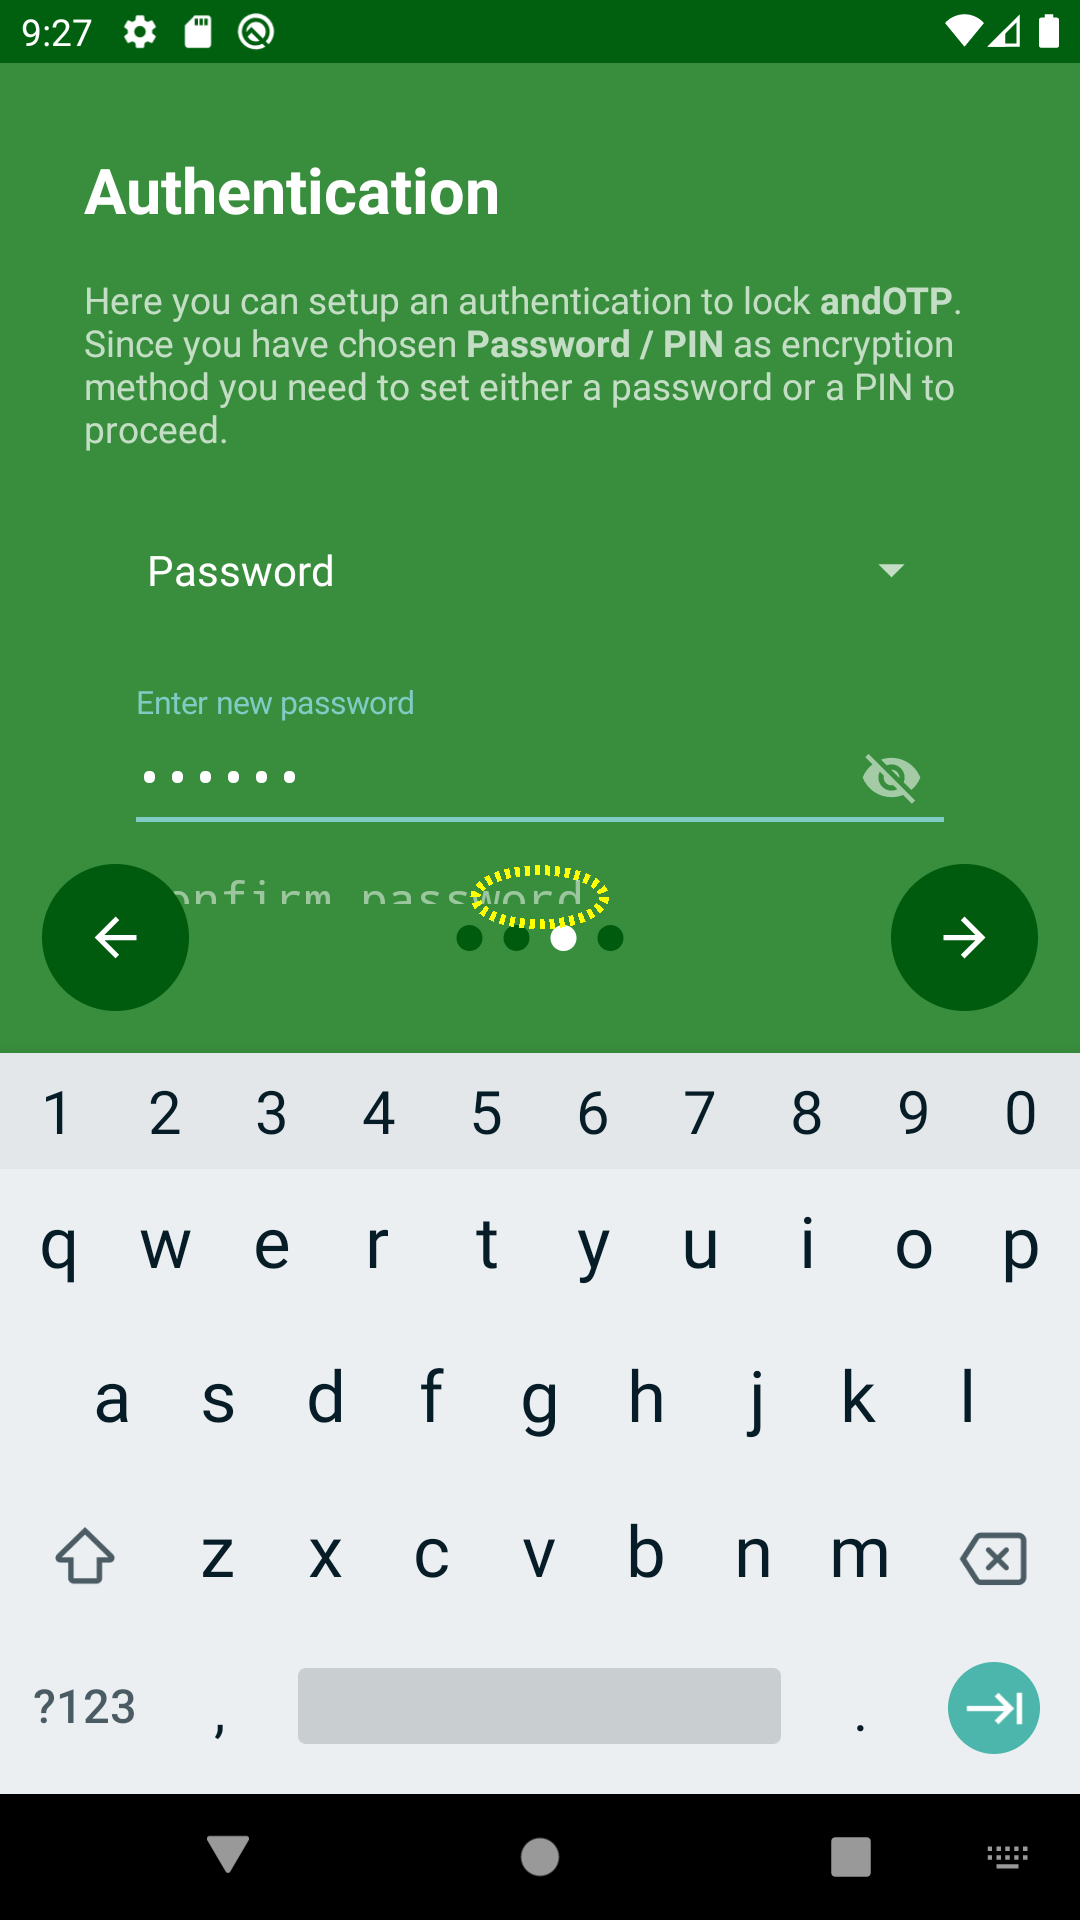 9:27
Authentication
Here you can setup an authentication to lock andOTP.
Since you have chosen Password / PIN as encryption
method you need to set either a password or a PIN to
proceed.
Password
Enter new password
onfirm password
1 2 3 4 5 6 7 8 9 0
q w e r t y u i o p
a s d f g h j k l
z x c v b n m
?123 , .